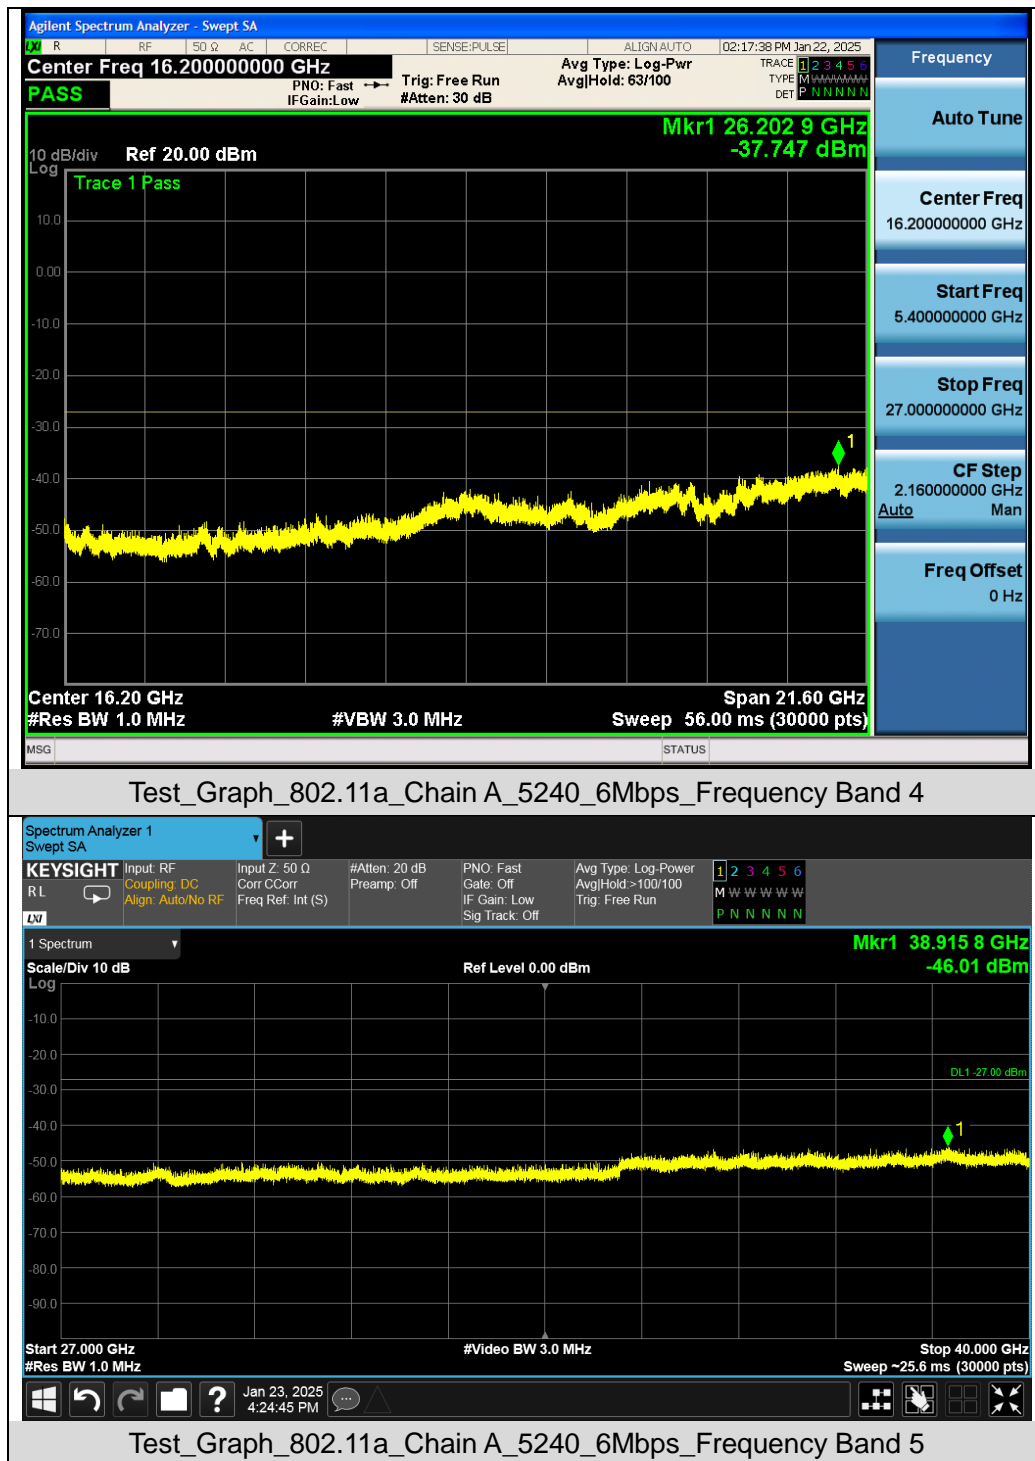 Agilent Spectrum Analyzer - Swept SA
LXI R RF 50 Ω AC CORREC SENSE:PULSE ALIGN AUTO 02:17:38 PM Jan 22, 2025
Center Freq 16.200000000 GHz
PASS
PNO: Fast
IFGain:Low
Trig: Free Run
#Atten: 30 dB
Avg Type: Log-Pwr
Avg|Hold: 63/100
TRACE 1 2 3 4 5 6
TYPE M W W W W W
DET P N N N N N
Mkr1 26.202 9 GHz
-37.747 dBm
10 dB/div
Log
Ref 20.00 dBm
Trace 1 Pass
10.0
0.00
-10.0
-20.0
-30.0
1
-40.0
-50.0
-60.0
-70.0
Center 16.20 GHz
Span 21.60 GHz
#Res BW 1.0 MHz
#VBW 3.0 MHz
Sweep 56.00 ms (30000 pts)
MSG
STATUS
Frequency
Auto Tune
Center Freq
16.200000000 GHz
Start Freq
5.400000000 GHz
Stop Freq
27.000000000 GHz
CF Step
2.160000000 GHz
Auto Man
Freq Offset
0 Hz
Test_Graph_802.11a_Chain A_5240_6Mbps_Frequency Band 4
Spectrum Analyzer 1
Swept SA
+
KEYSIGHT
RL
LXI
Input: RF
Coupling: DC
Align: Auto/No RF
Input Z: 50 Ω
Corr CCorr
Freq Ref: Int (S)
#Atten: 20 dB
Preamp: Off
PNO: Fast
Gate: Off
IF Gain: Low
Sig Track: Off
Avg Type: Log-Power
Avg|Hold:>100/100
Trig: Free Run
1 2 3 4 5 6
M W W W W W
P N N N N N
1 Spectrum
Mkr1 38.915 8 GHz
-46.01 dBm
Scale/Div 10 dB
Ref Level 0.00 dBm
Log
-10.0
-20.0
DL1 -27.00 dBm
-30.0
-40.0
1
-50.0
-60.0
-70.0
-80.0
-90.0
Start 27.000 GHz
#Video BW 3.0 MHz
Stop 40.000 GHz
#Res BW 1.0 MHz
Sweep ~25.6 ms (30000 pts)
?
Jan 23, 2025
4:24:45 PM
Test_Graph_802.11a_Chain A_5240_6Mbps_Frequency Band 5